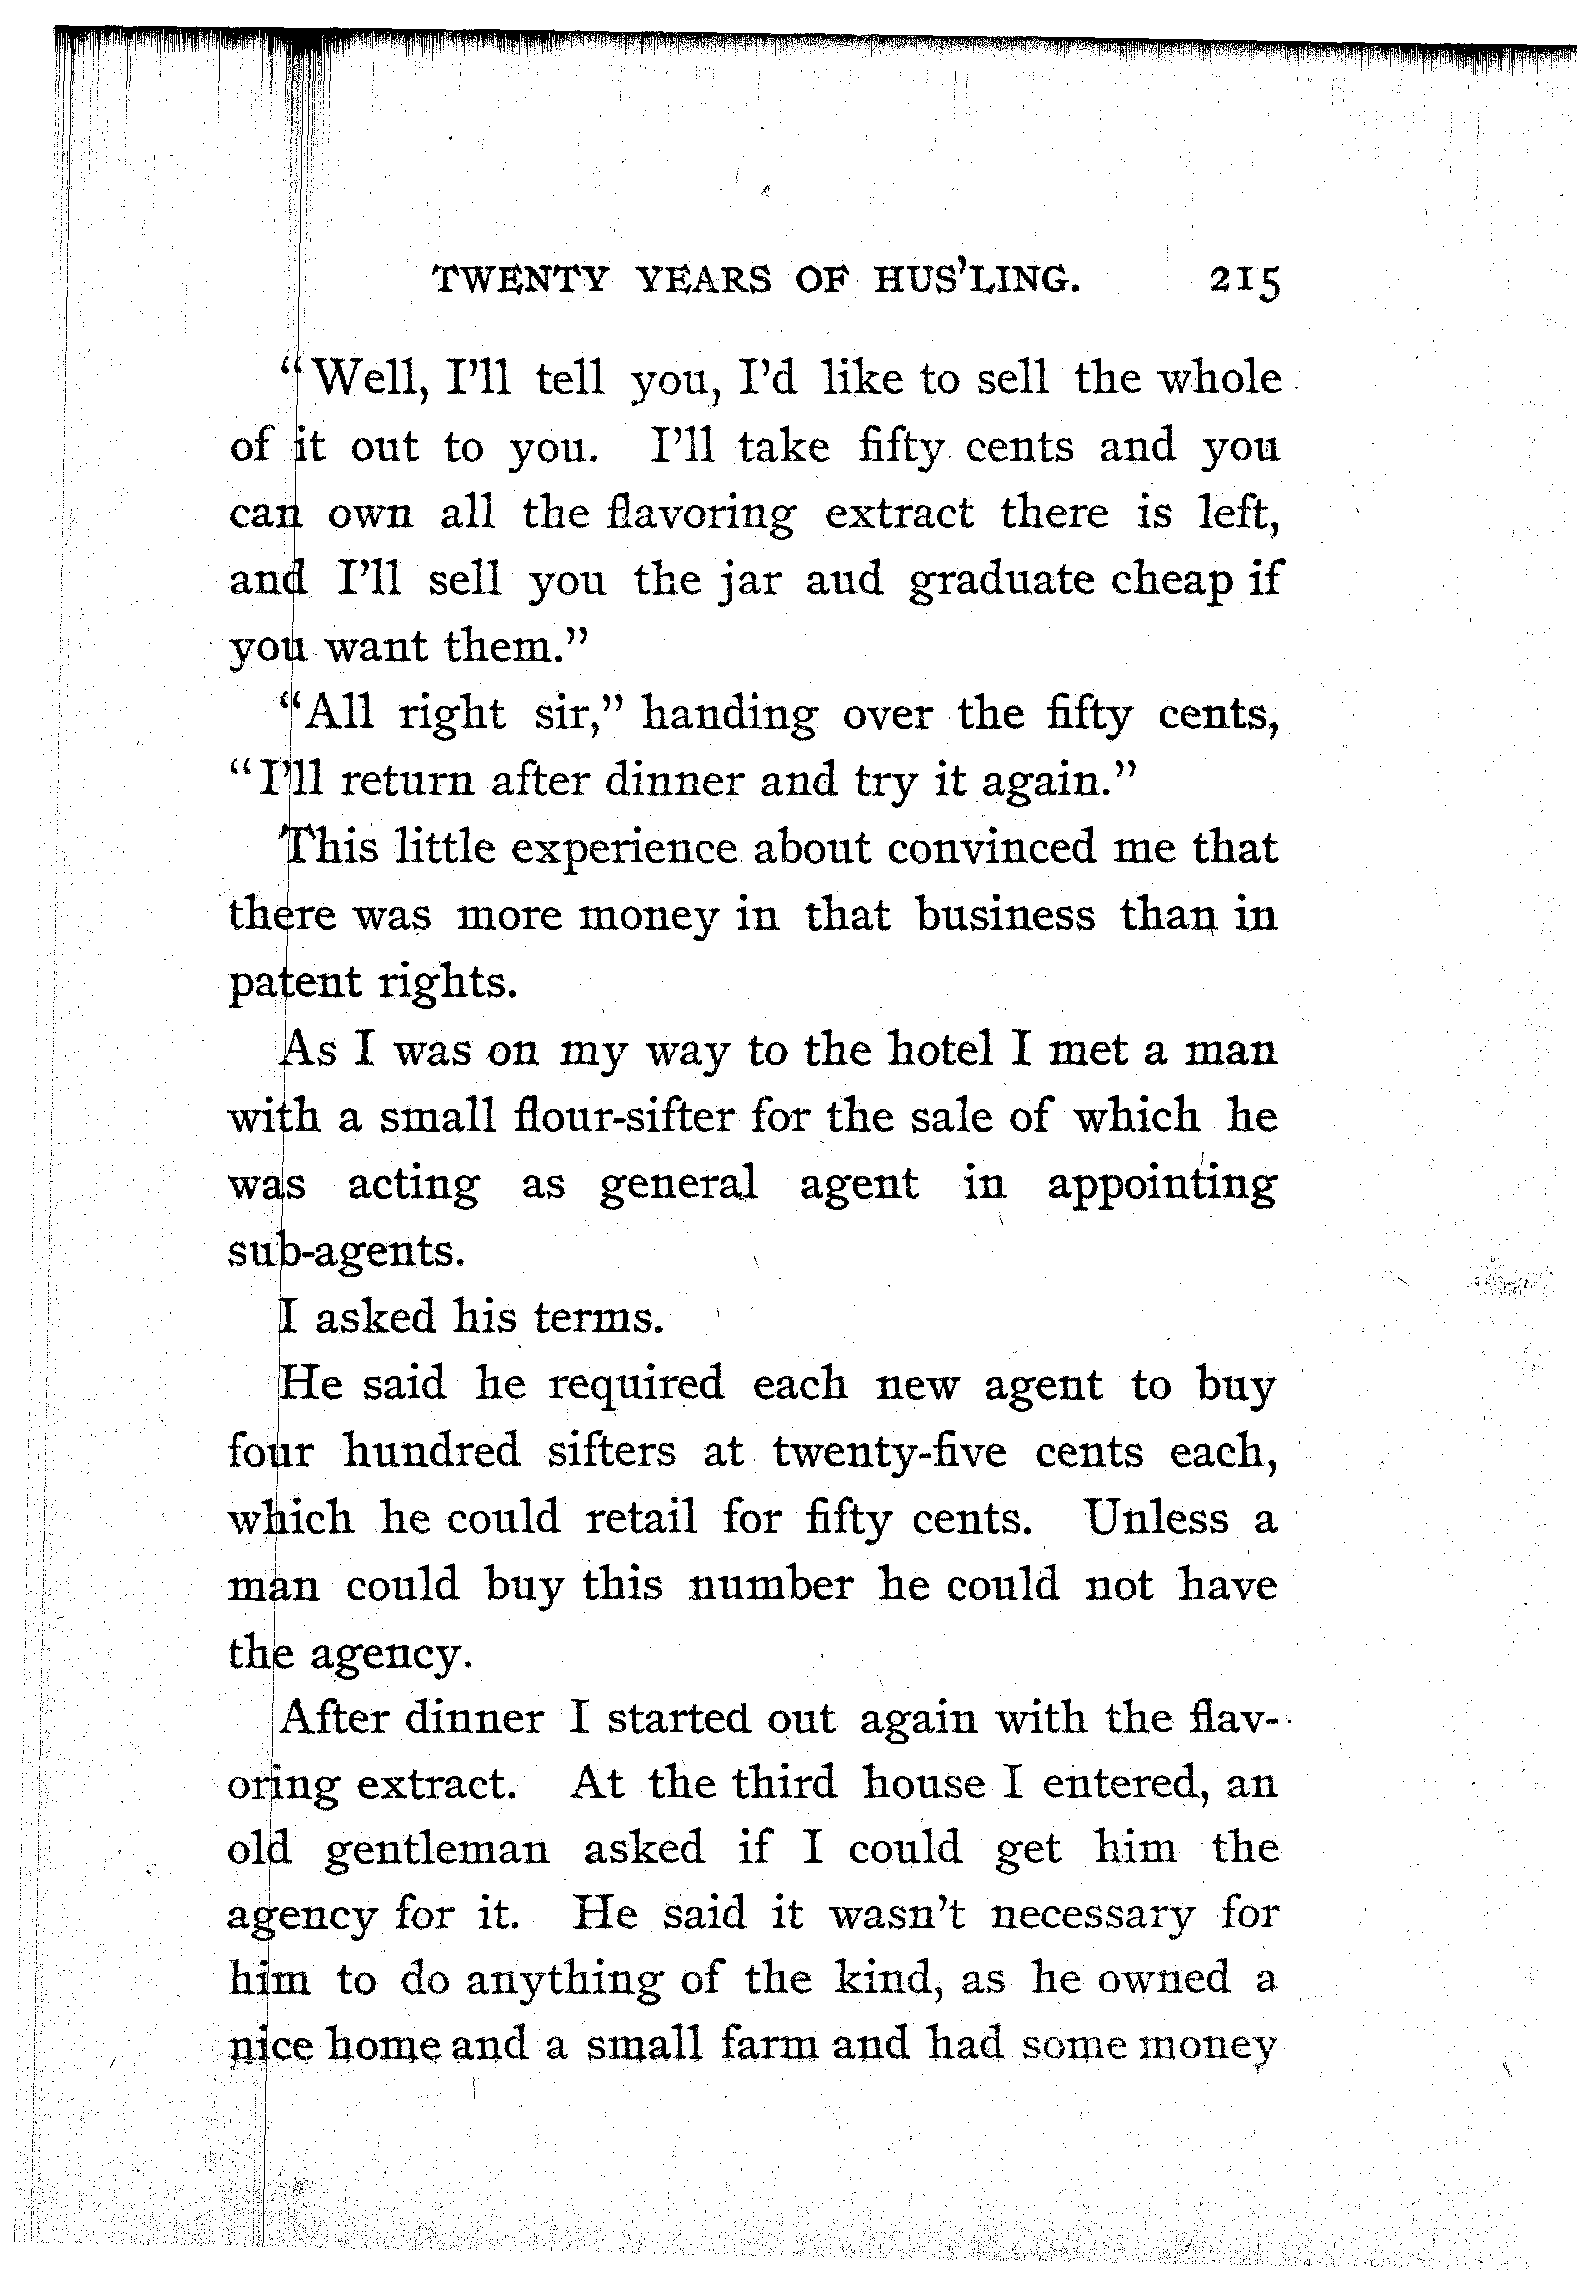 TWENTY YEARS OF HUS'LING. 215
“Well, I’ll tell you, I’d like to sell the whole
of it out to you. I’ll take fifty cents and you
can own all the flavoring extract there is left,
and I’ll sell you the jar aud graduate cheap if
you want them.”
“All right sir,” handing over the fifty cents,
“I’ll return after dinner and try it again.”
This little experience about convinced me that
there was more money in that business than in
patent rights.
As I was on my way to the hotel I met a man
with a small flour-sifter for the sale of which he
was acting as general agent in appointing
sub-agents.
I asked his terms.
He said he required each new agent to buy
four hundred sifters at twenty-five cents each,
which he could retail for fifty cents. Unless a
man could buy this number he could not have
the agency.
After dinner I started out again with the flav-
oring extract. At the third house I entered, an
old gentleman asked if I could get him the
agency for it. He said it wasn’t necessary for
him to do anything of the kind, as he owned a
nice home and a small farm and had some money